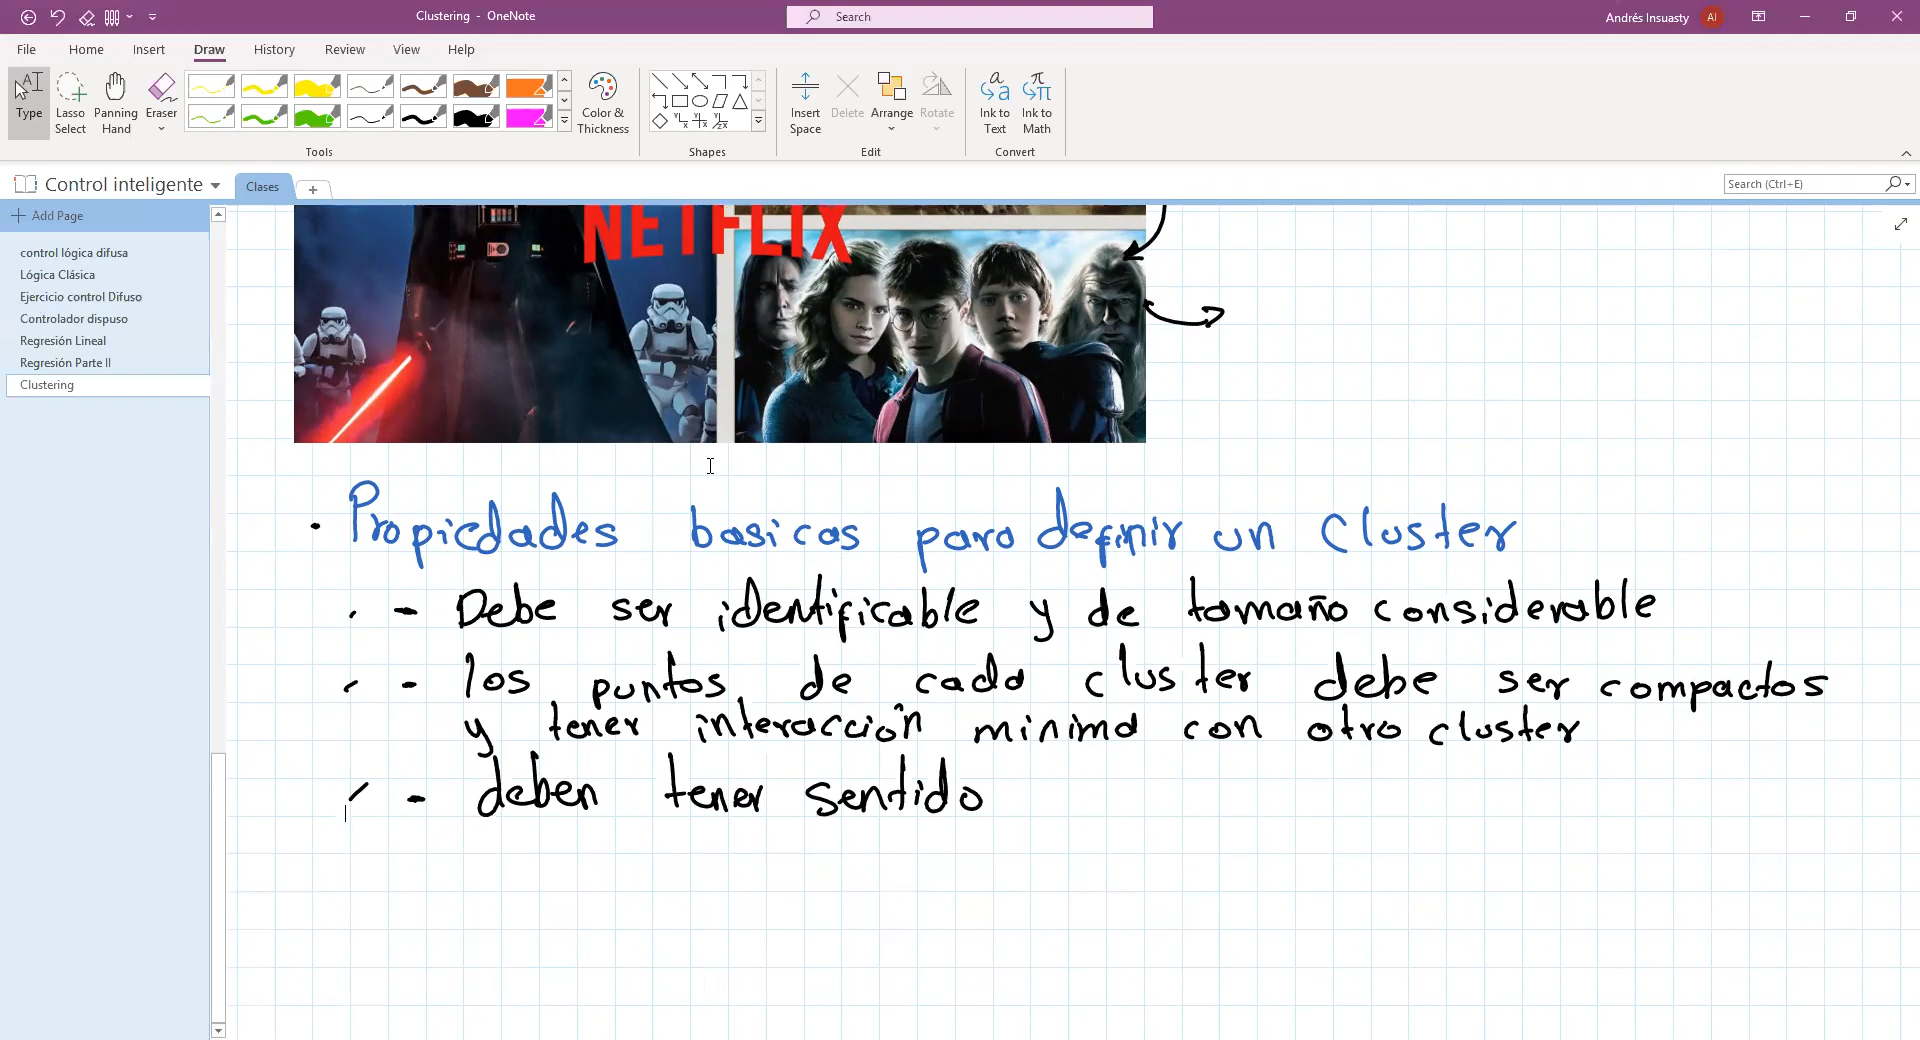 Clustering - OneNote
Search
Andrés Insuasty
AI
File Home Insert Draw History Review View Help
Type
Lasso Select
Panning Hand
Eraser
Color & Thickness
Insert Space
Delete
Arrange
Rotate
Ink to Text
Ink to Math
Tools
Shapes
Edit
Convert
Control inteligente
Clases
Search (Ctrl+E)
Add Page
control lógica difusa
Lógica Clásica
Ejercicio control Difuso
Controlador dispuso
Regresión Lineal
Regresión Parte II
Clustering
NETFLIX
• Propiedades basicas para definir un Cluster
- Debe ser identificable y de tamaño considerable
- los puntos de cada cluster debe ser compactos
y tener interacción minima con otro cluster
- deben tener sentido